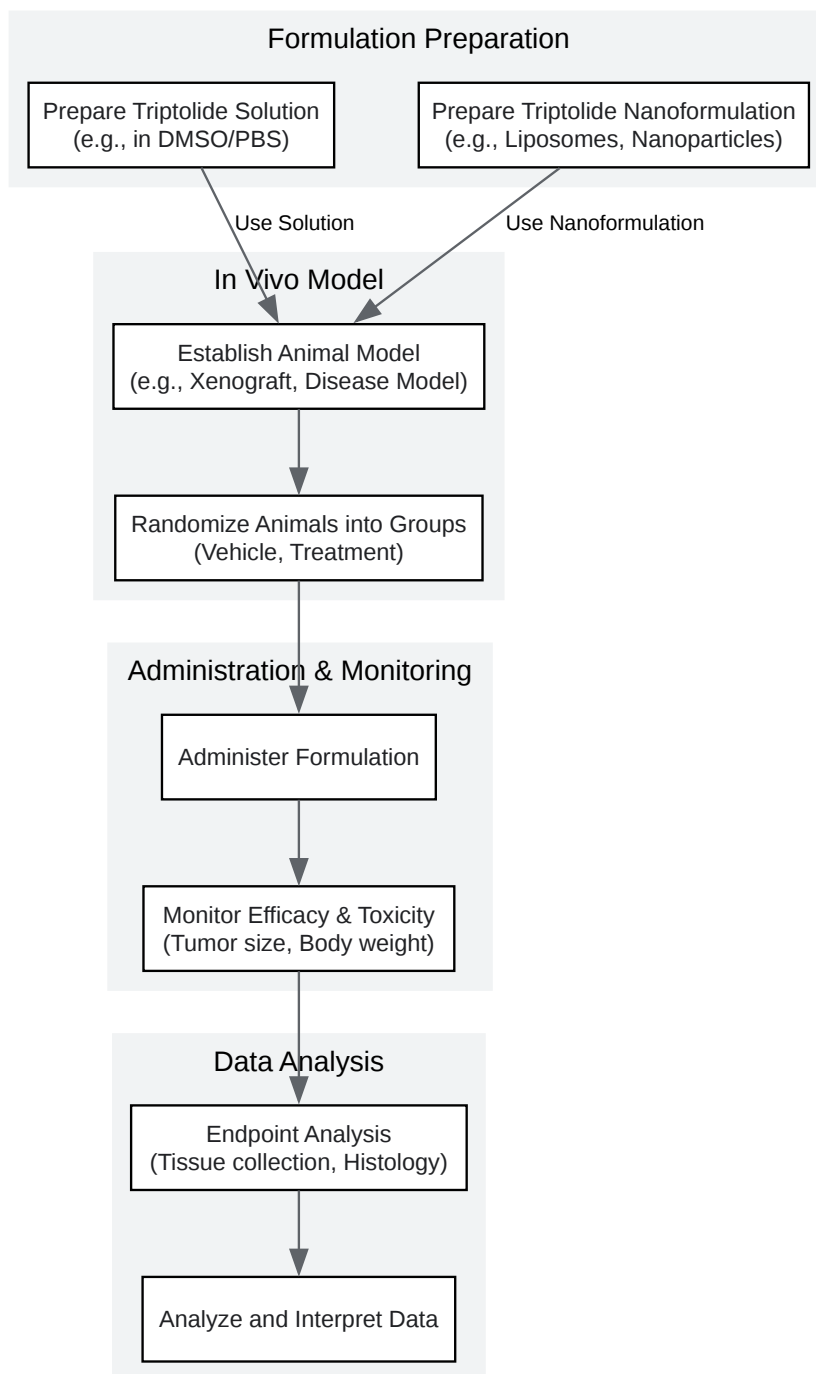 Formulation Preparation
Prepare Triptolide Solution
(e.g., in DMSO/PBS)
Prepare Triptolide Nanoformulation
(e.g., Liposomes, Nanoparticles)
Use Solution
Use Nanoformulation
In Vivo Model
Establish Animal Model
(e.g., Xenograft, Disease Model)
Randomize Animals into Groups
(Vehicle, Treatment)
Administration & Monitoring
Administer Formulation
Monitor Efficacy & Toxicity
(Tumor size, Body weight)
Data Analysis
Endpoint Analysis
(Tissue collection, Histology)
Analyze and Interpret Data